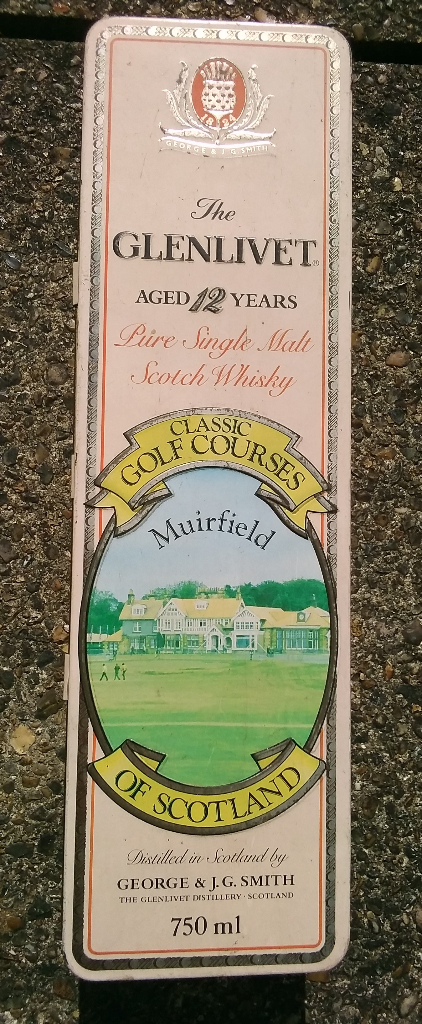 1824
GEORGE & J.G. SMITH
The
GLENLIVET®
AGED 12 YEARS
Pure Single Malt
Scotch Whisky
CLASSIC
GOLF COURSES
Muirfield
OF SCOTLAND
Distilled in Scotland by
GEORGE & J.G. SMITH
THE GLENLIVET DISTILLERY · SCOTLAND
750 ml